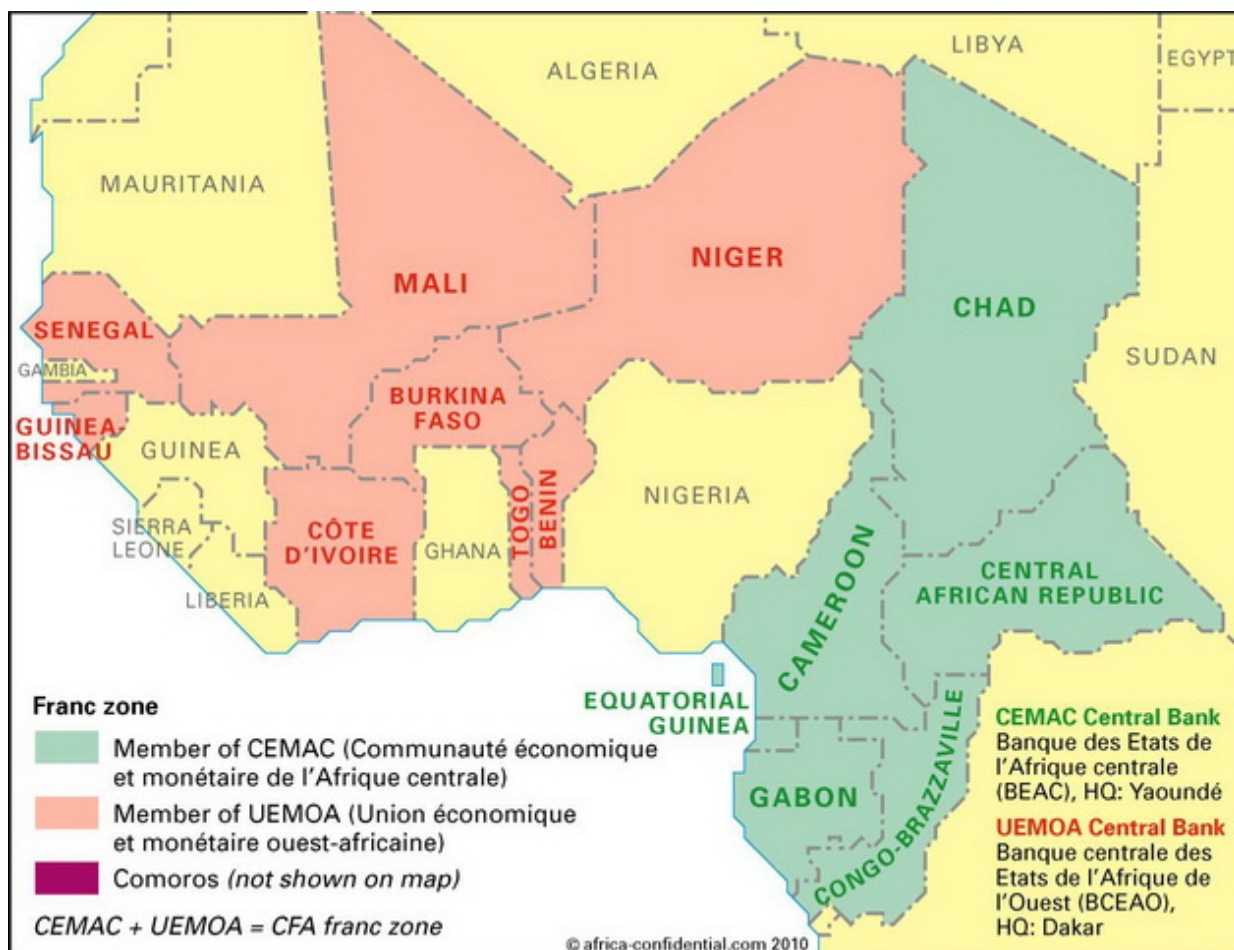 LIBYA
EGYPT
ALGERIA
MAURITANIA
NIGER
MALI
CHAD
SENEGAL
SUDAN
GAMBIA
BURKINA
FASO
GUINEA-
BISSAU
GUINEA
NIGERIA
TOGO
BENIN
SIERRA
LEONE
CÔTE
D'IVOIRE
GHANA
CAMEROON
CENTRAL
AFRICAN REPUBLIC
LIBERIA
EQUATORIAL
GUINEA
GABON
CONGO-BRAZZAVILLE
Franc zone
Member of CEMAC (Communauté économique
et monétaire de l'Afrique centrale)
Member of UEMOA (Union économique
et monétaire ouest-africaine)
Comoros (not shown on map)
CEMAC + UEMOA = CFA franc zone
CEMAC Central Bank
Banque des Etats de
l'Afrique centrale
(BEAC), HQ: Yaoundé
UEMOA Central Bank
Banque centrale des
Etats de l'Afrique de
l'Ouest (BCEAO),
HQ: Dakar
© africa-confidential.com 2010